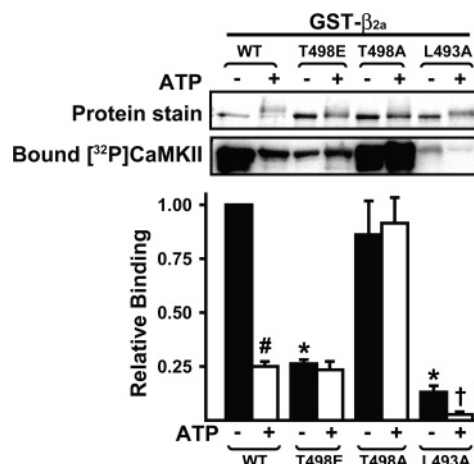 GST-β2a
WT T498E T498A L493A
ATP - + - + - + - +
Protein stain
Bound [32P]CaMKII
Relative Binding
1.00
0.75
0.50
0.25
# * * †
ATP - + - + - + - +
WT T498E T498A L493A